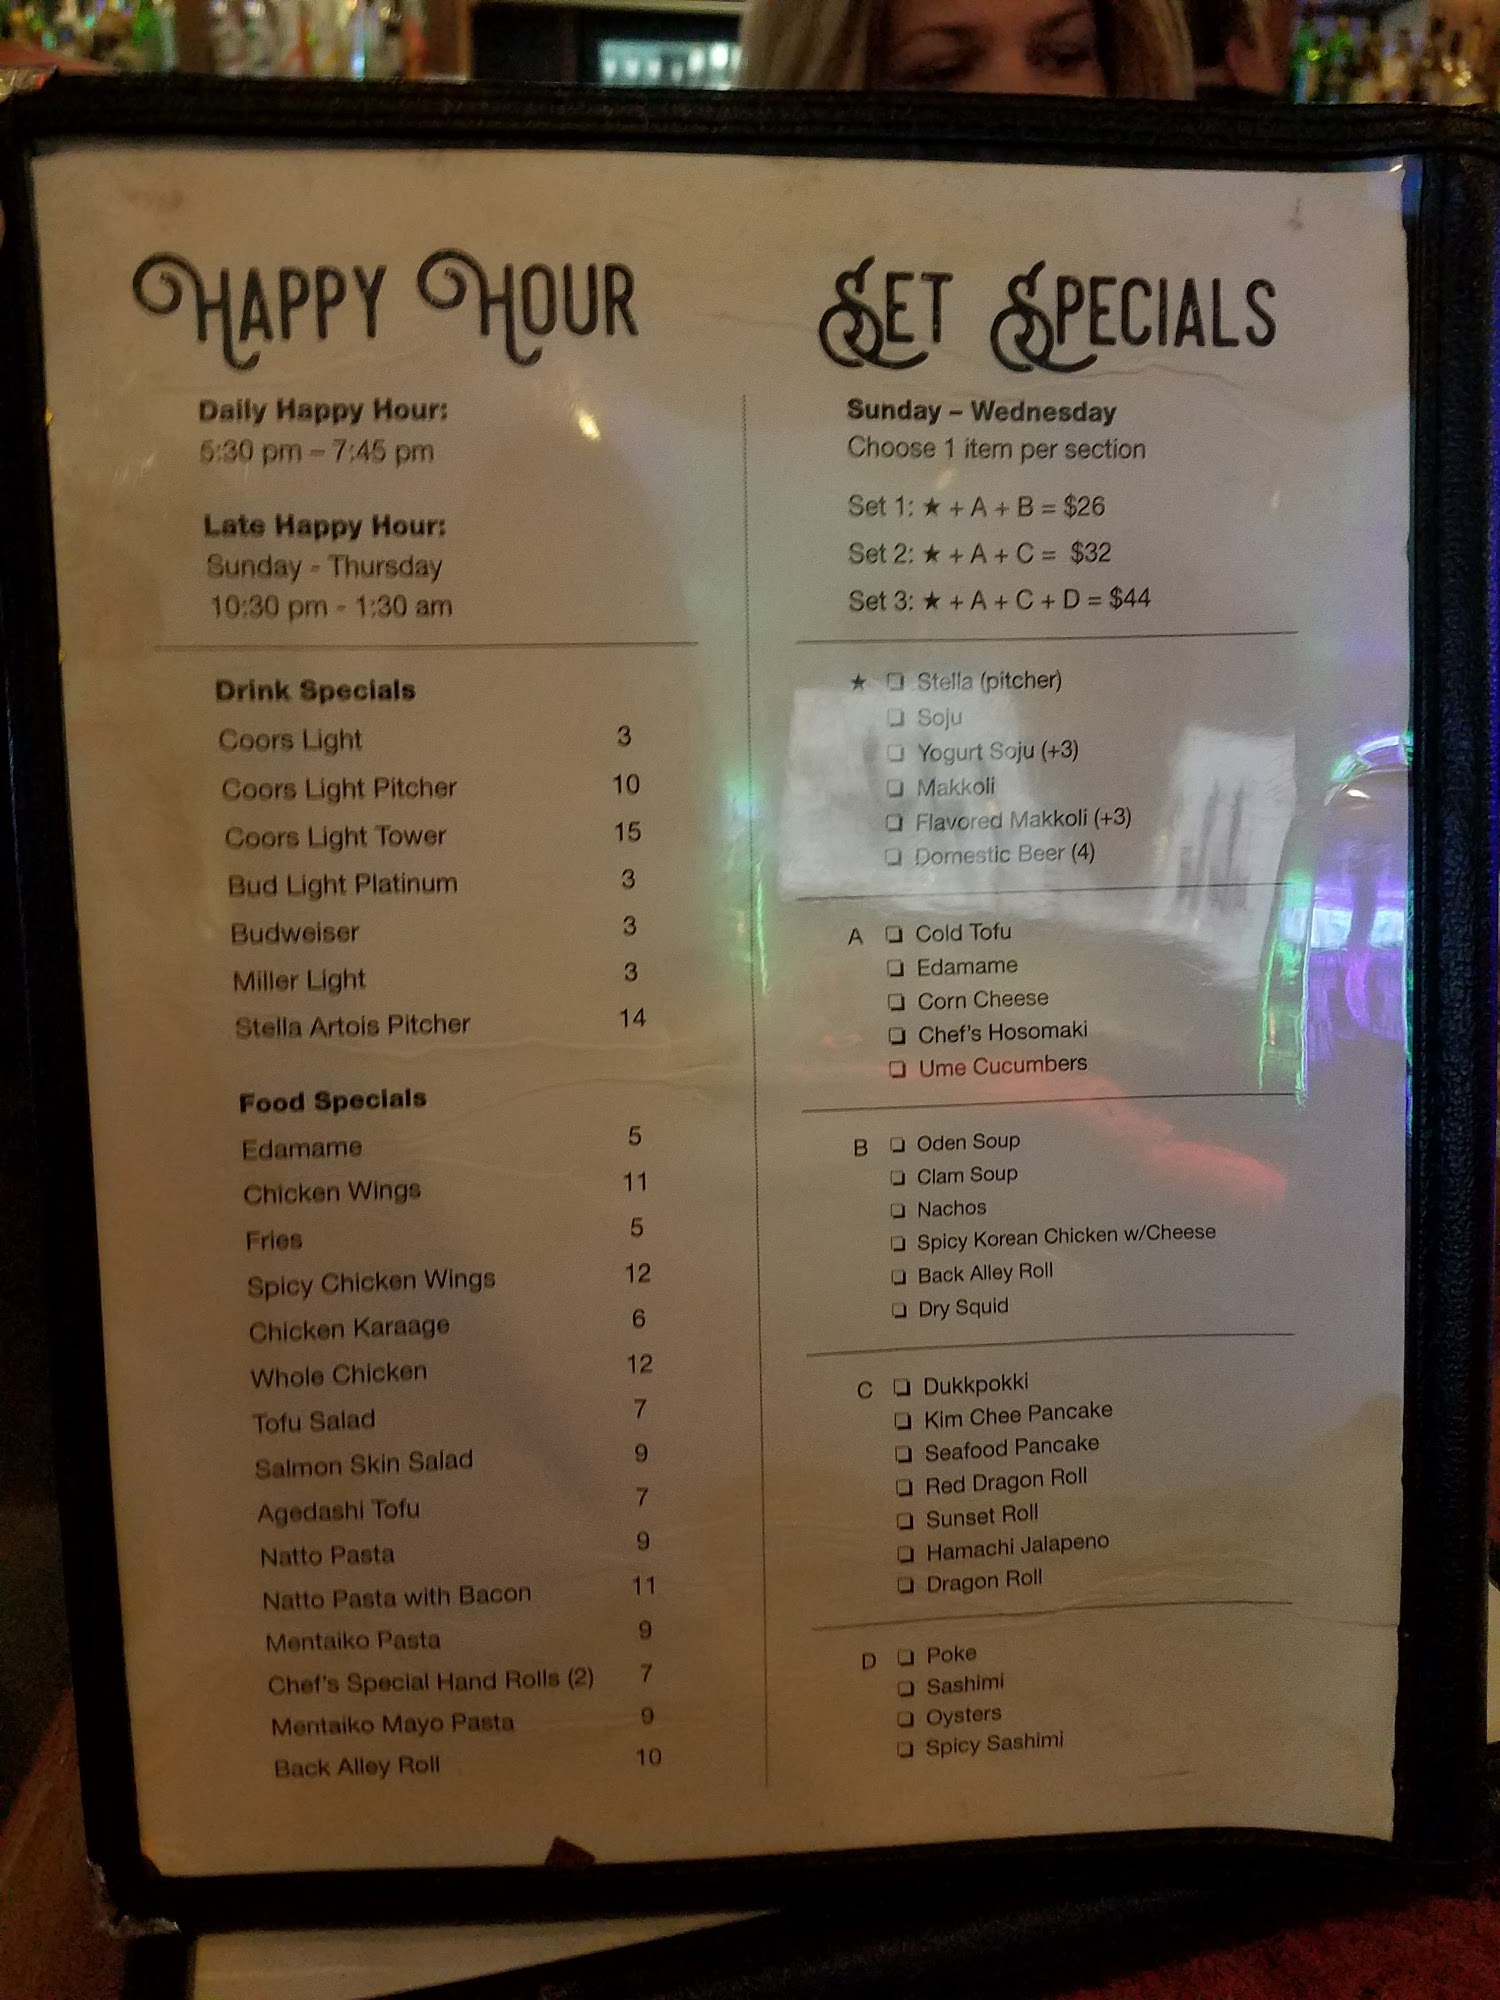 Happy Hour
Daily Happy Hour:
5:30 pm – 7:45 pm
Late Happy Hour:
Sunday - Thursday
10:30 pm - 1:30 am
Drink Specials
Coors Light 3
Coors Light Pitcher 10
Coors Light Tower 15
Bud Light Platinum 3
Budweiser 3
Miller Light 3
Stella Artois Pitcher 14
Food Specials
Edamame 5
Chicken Wings 11
Fries 5
Spicy Chicken Wings 12
Chicken Karaage 6
Whole Chicken 12
Tofu Salad 7
Salmon Skin Salad 9
Agedashi Tofu 7
Natto Pasta 9
Natto Pasta with Bacon 11
Mentaiko Pasta 9
Chef's Special Hand Rolls (2) 7
Mentaiko Mayo Pasta 9
Back Alley Roll 10
Set Specials
Sunday – Wednesday
Choose 1 item per section
Set 1: ★ + A + B = $26
Set 2: ★ + A + C = $32
Set 3: ★ + A + C + D = $44
★ ❏ Stella (pitcher)
❏ Soju
❏ Yogurt Soju (+3)
❏ Makkoli
❏ Flavored Makkoli (+3)
❏ Domestic Beer (4)
A ❏ Cold Tofu
❏ Edamame
❏ Corn Cheese
❏ Chef's Hosomaki
❏ Ume Cucumbers
B ❏ Oden Soup
❏ Clam Soup
❏ Nachos
❏ Spicy Korean Chicken w/Cheese
❏ Back Alley Roll
❏ Dry Squid
C ❏ Dukkpokki
❏ Kim Chee Pancake
❏ Seafood Pancake
❏ Red Dragon Roll
❏ Sunset Roll
❏ Hamachi Jalapeno
❏ Dragon Roll
D ❏ Poke
❏ Sashimi
❏ Oysters
❏ Spicy Sashimi